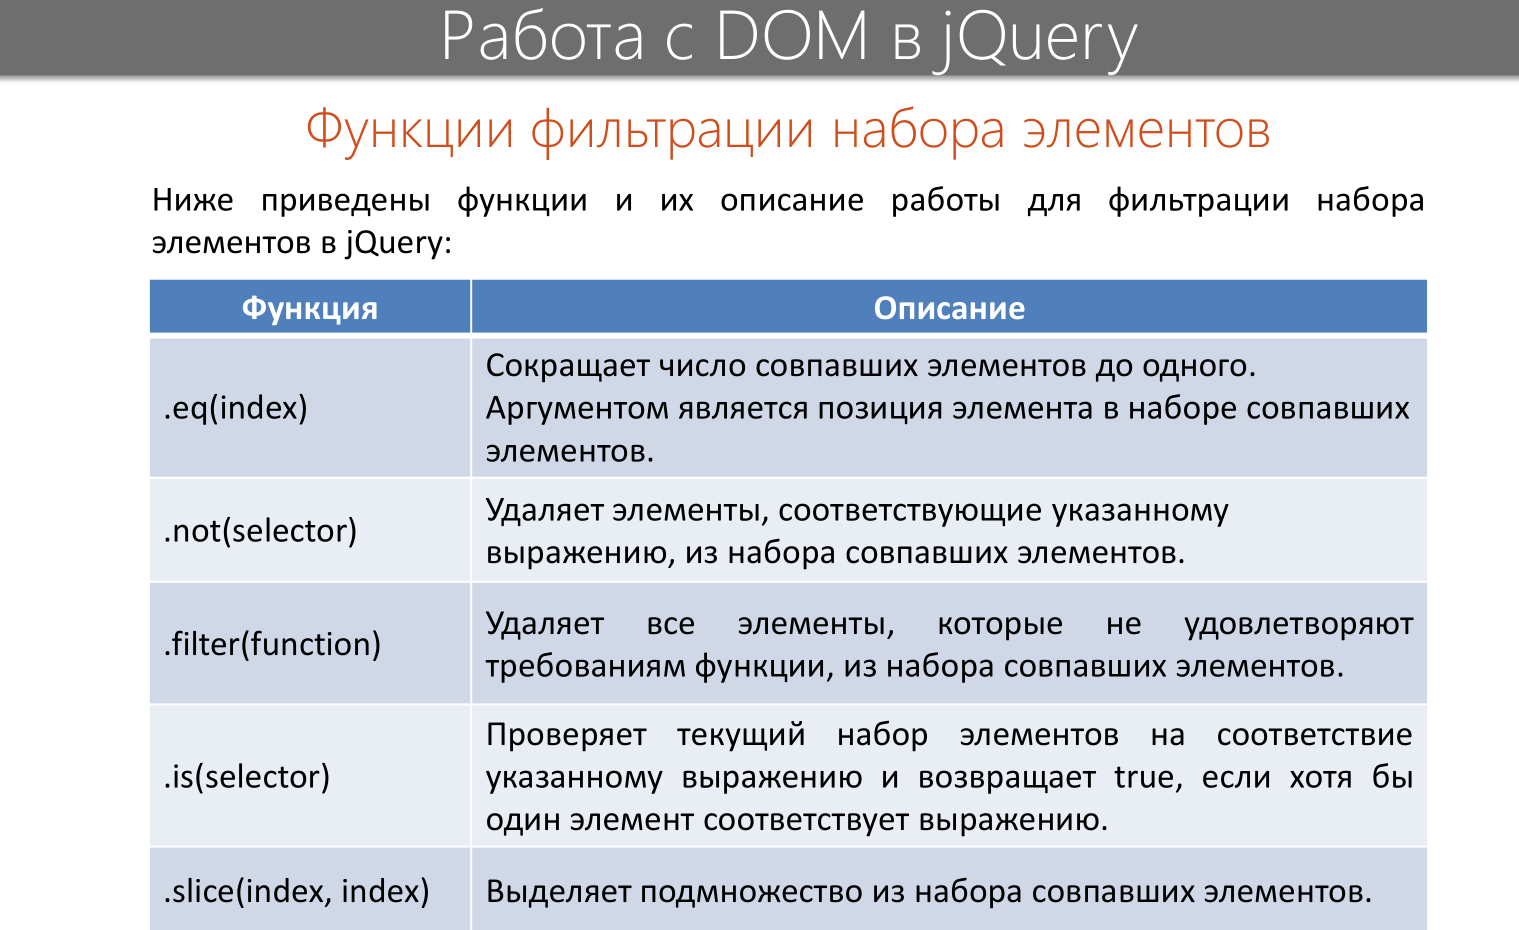 Работа с DOM в jQuery
Функции фильтрации набора элементов
Ниже приведены функции и их описание работы для фильтрации набора
элементов в jQuery:
Функция
Описание
.eq(index)
Сокращает число совпавших элементов до одного.
Аргументом является позиция элемента в наборе совпавших
элементов.
.not(selector)
Удаляет элементы, соответствующие указанному
выражению, из набора совпавших элементов.
.filter(function)
Удаляет все элементы, которые не удовлетворяют
требованиям функции, из набора совпавших элементов.
.is(selector)
Проверяет текущий набор элементов на соответствие
указанному выражению и возвращает true, если хотя бы
один элемент соответствует выражению.
.slice(index, index)
Выделяет подмножество из набора совпавших элементов.